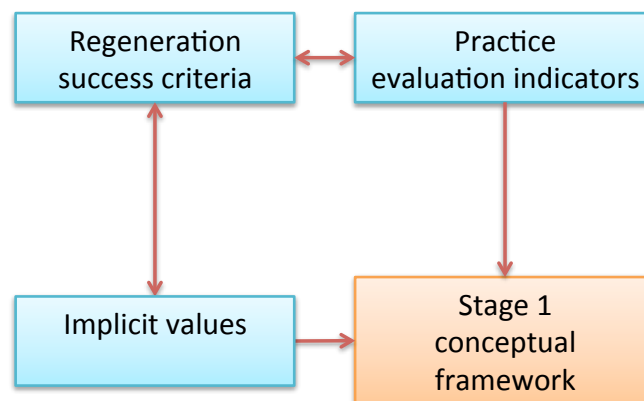 Regeneration
success criteria
Practice
evaluation indicators
Implicit values
Stage 1
conceptual
framework